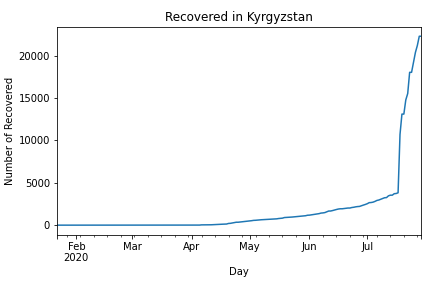 Recovered in Kyrgyzstan
Number of Recovered
20000
15000
10000
5000
0
Feb Mar Apr May Jun Jul
2020
Day